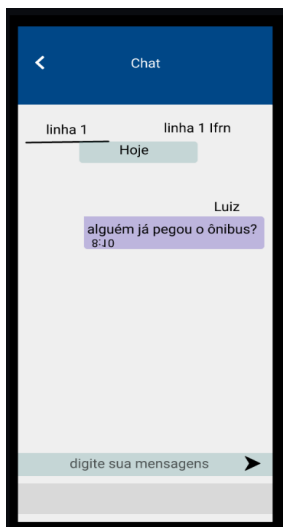 Chat
linha 1 linha 1 Ifrn
Hoje
Luiz
alguém já pegou o ônibus?
8:10
digite sua mensagens